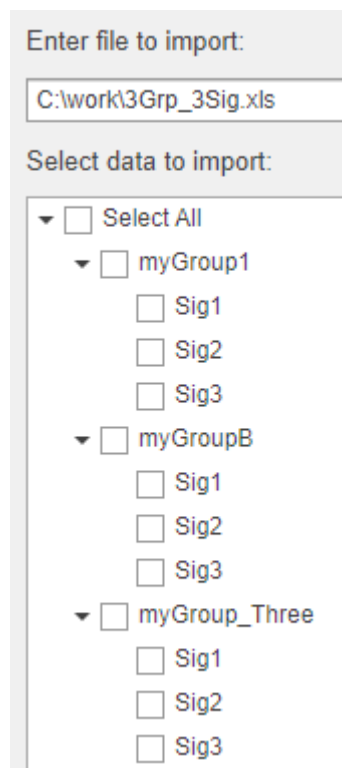 Enter file to import:
C:\work\3Grp_3Sig.xls
Select data to import:
Select All
myGroup1
Sig1
Sig2
Sig3
myGroupB
Sig1
Sig2
Sig3
myGroup_Three
Sig1
Sig2
Sig3